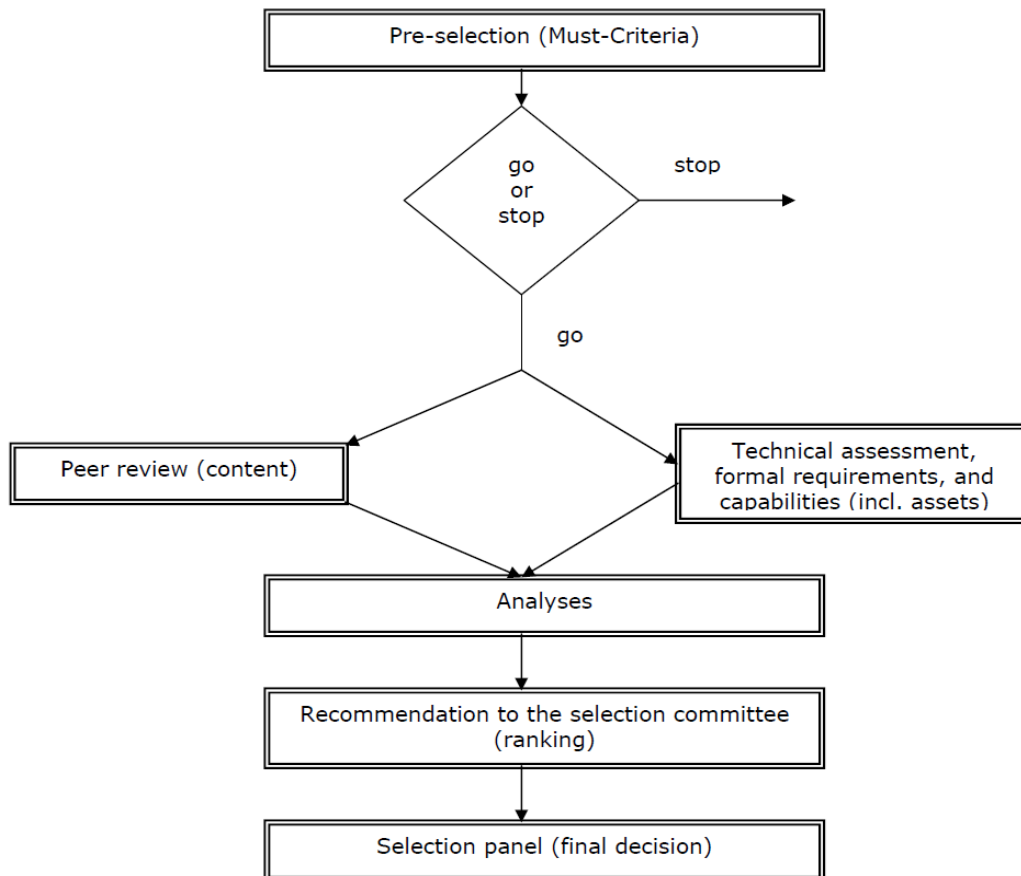 Pre-selection (Must-Criteria)
go
or
stop
stop
go
Peer review (content)
Technical assessment,
formal requirements, and
capabilities (incl. assets)
Analyses
Recommendation to the selection committee
(ranking)
Selection panel (final decision)